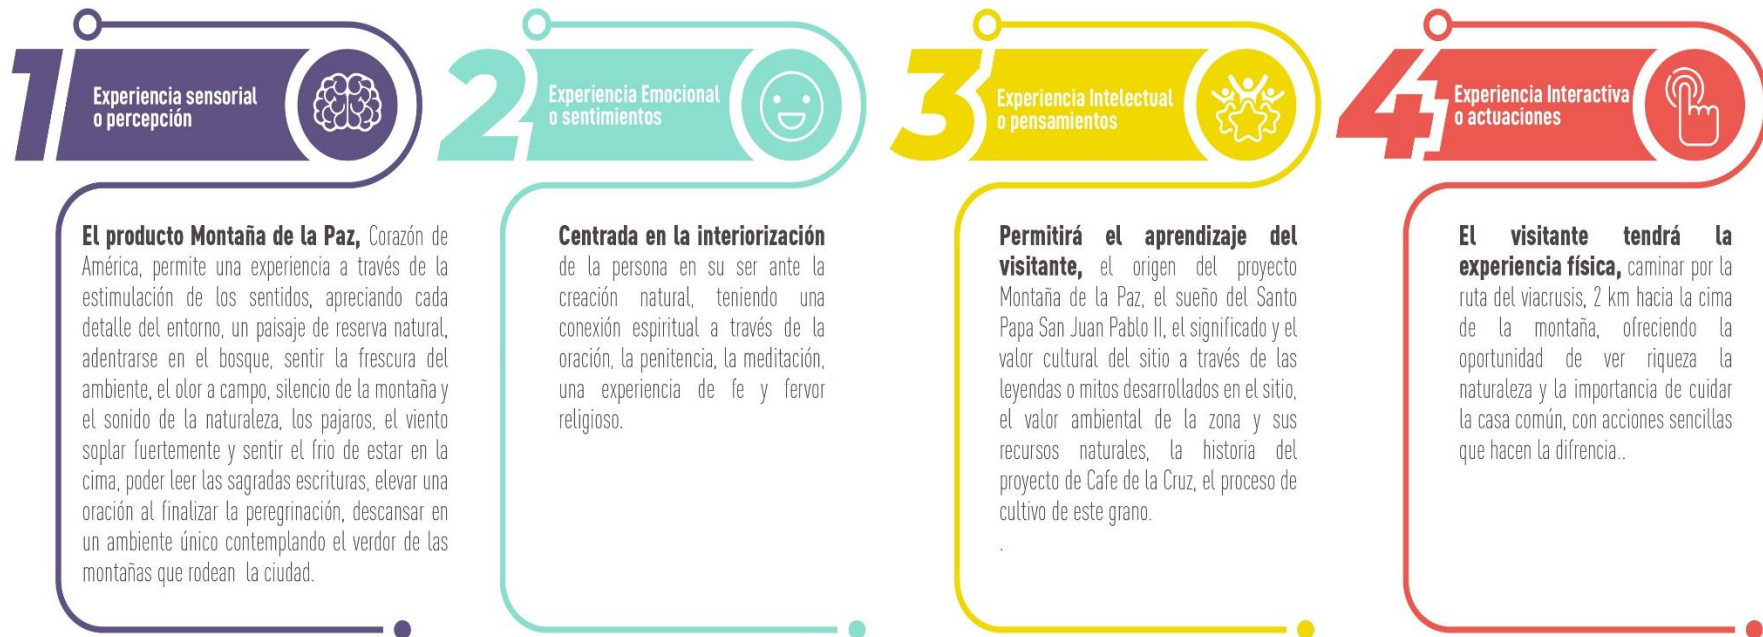 1
Experiencia sensorial
o percepción
El producto Montaña de la Paz, Corazón de
América, permite una experiencia a través de la
estimulación de los sentidos, apreciando cada
detalle del entorno, un paisaje de reserva natural,
adentrarse en el bosque, sentir la frescura del
ambiente, el olor a campo, silencio de la montaña y
el sonido de la naturaleza, los pajaros, el viento
soplar fuertemente y sentir el frio de estar en la
cima, poder leer las sagradas escrituras, elevar una
oración al finalizar la peregrinación, descansar en
un ambiente único contemplando el verdor de las
montañas que rodean la ciudad.
2
Experiencia Emocional
o sentimientos
Centrada en la interiorización
de la persona en su ser ante la
creación natural, teniendo una
conexión espiritual a través de la
oración, la penitencia, la meditación,
una experiencia de fe y fervor
religioso.
3
Experiencia Intelectual
o pensamientos
Permitirá el aprendizaje del
visitante, el origen del proyecto
Montaña de la Paz, el sueño del Santo
Papa San Juan Pablo II, el significado y el
valor cultural del sitio a través de las
leyendas o mitos desarrollados en el sitio,
el valor ambiental de la zona y sus
recursos naturales, la historia del
proyecto de Cafe de la Cruz, el proceso de
cultivo de este grano.
.
4
Experiencia Interactiva
o actuaciones
El visitante tendrá la
experiencia física, caminar por la
ruta del viacrusis, 2 km hacia la cima
de la montaña, ofreciendo la
oportunidad de ver riqueza la
naturaleza y la importancia de cuidar
la casa común, con acciones sencillas
que hacen la difrencia..